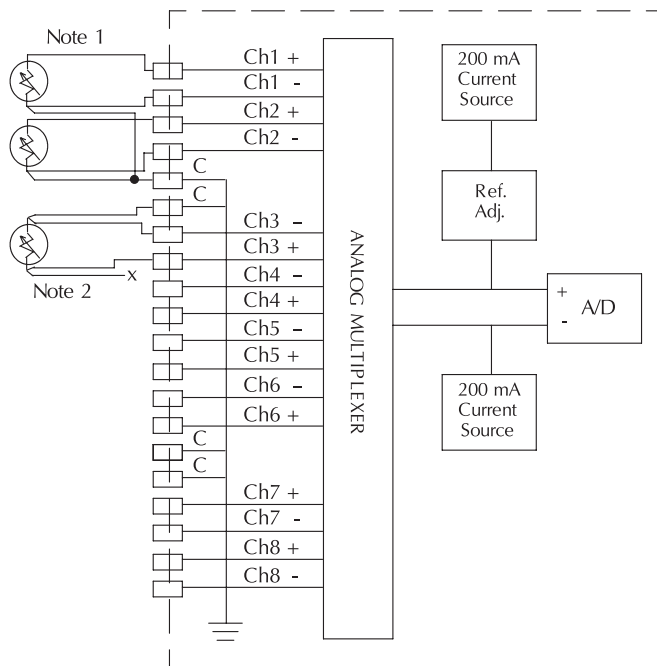 Note 1
Ch1 +
Ch1 -
Ch2 +
Ch2 -
C
C
Ch3 -
Ch3 +
Note 2
x
Ch4 -
Ch4 +
Ch5 -
Ch5 +
Ch6 -
Ch6 +
C
C
Ch7 +
Ch7 -
Ch8 +
Ch8 -
ANALOG MULTIPLEXER
200 mA
Current
Source
Ref.
Adj.
+
-
A/D
200 mA
Current
Source